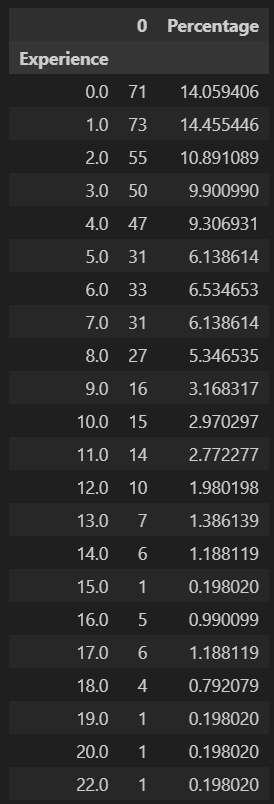 0 Percentage
Experience
0.0 71 14.059406
1.0 73 14.455446
2.0 55 10.891089
3.0 50 9.900990
4.0 47 9.306931
5.0 31 6.138614
6.0 33 6.534653
7.0 31 6.138614
8.0 27 5.346535
9.0 16 3.168317
10.0 15 2.970297
11.0 14 2.772277
12.0 10 1.980198
13.0 7 1.386139
14.0 6 1.188119
15.0 1 0.198020
16.0 5 0.990099
17.0 6 1.188119
18.0 4 0.792079
19.0 1 0.198020
20.0 1 0.198020
22.0 1 0.198020